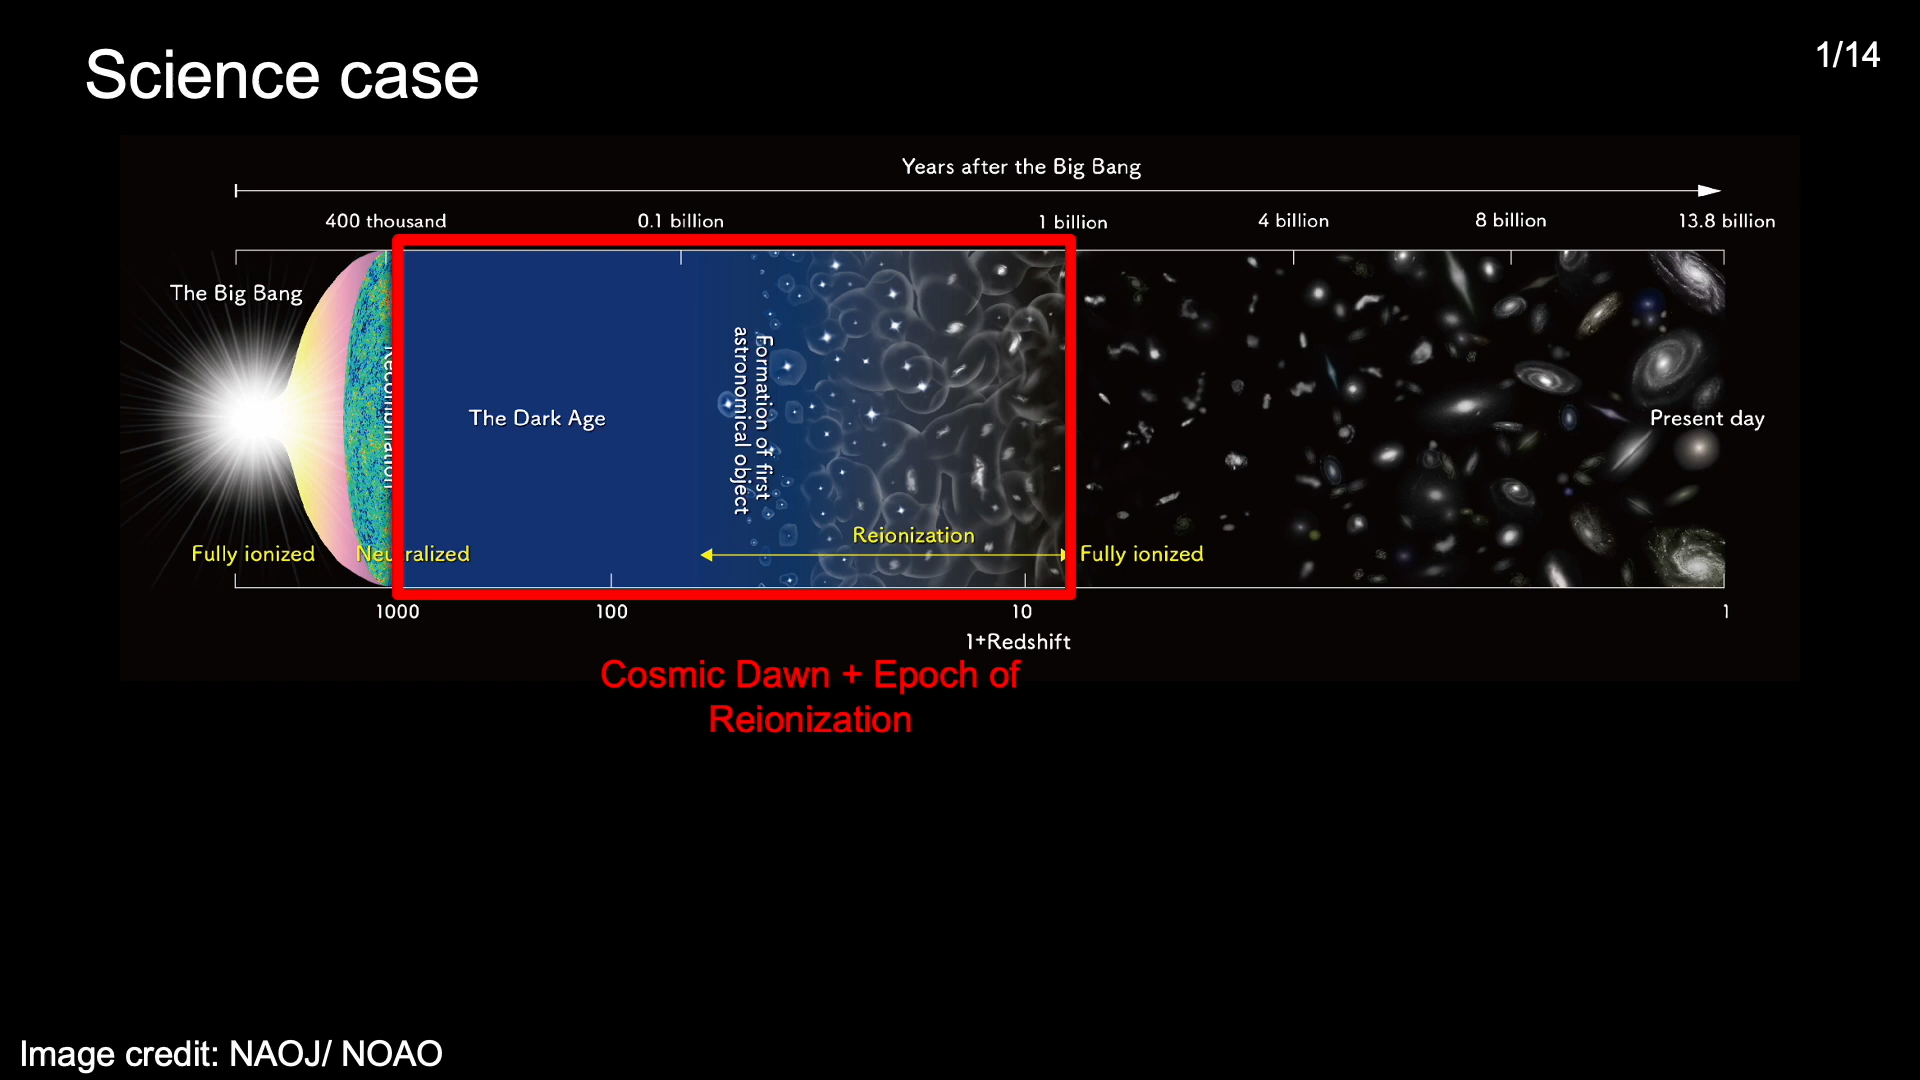 Science case
1/14
Years after the Big Bang
400 thousand
0.1 billion
1 billion
4 billion
8 billion
13.8 billion
The Big Bang
Recombination
The Dark Age
Formation of first
astronomical object
Present day
Reionization
Fully ionized
Neutralized
Fully ionized
1000
100
10
1
1+Redshift
Cosmic Dawn + Epoch of
Reionization
Image credit: NAOJ/ NOAO